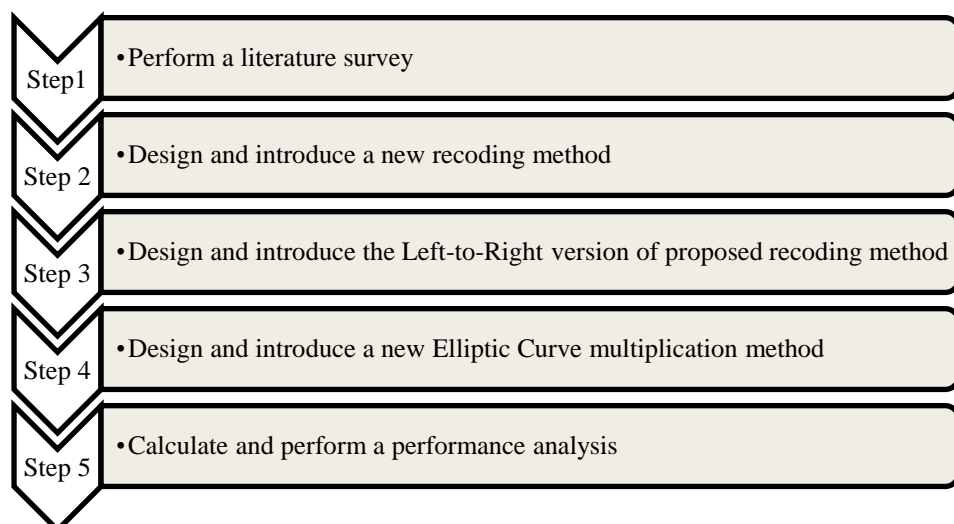 Step1
•Perform a literature survey
Step 2
•Design and introduce a new recoding method
Step 3
•Design and introduce the Left-to-Right version of proposed recoding method
Step 4
•Design and introduce a new Elliptic Curve multiplication method
Step 5
•Calculate and perform a performance analysis